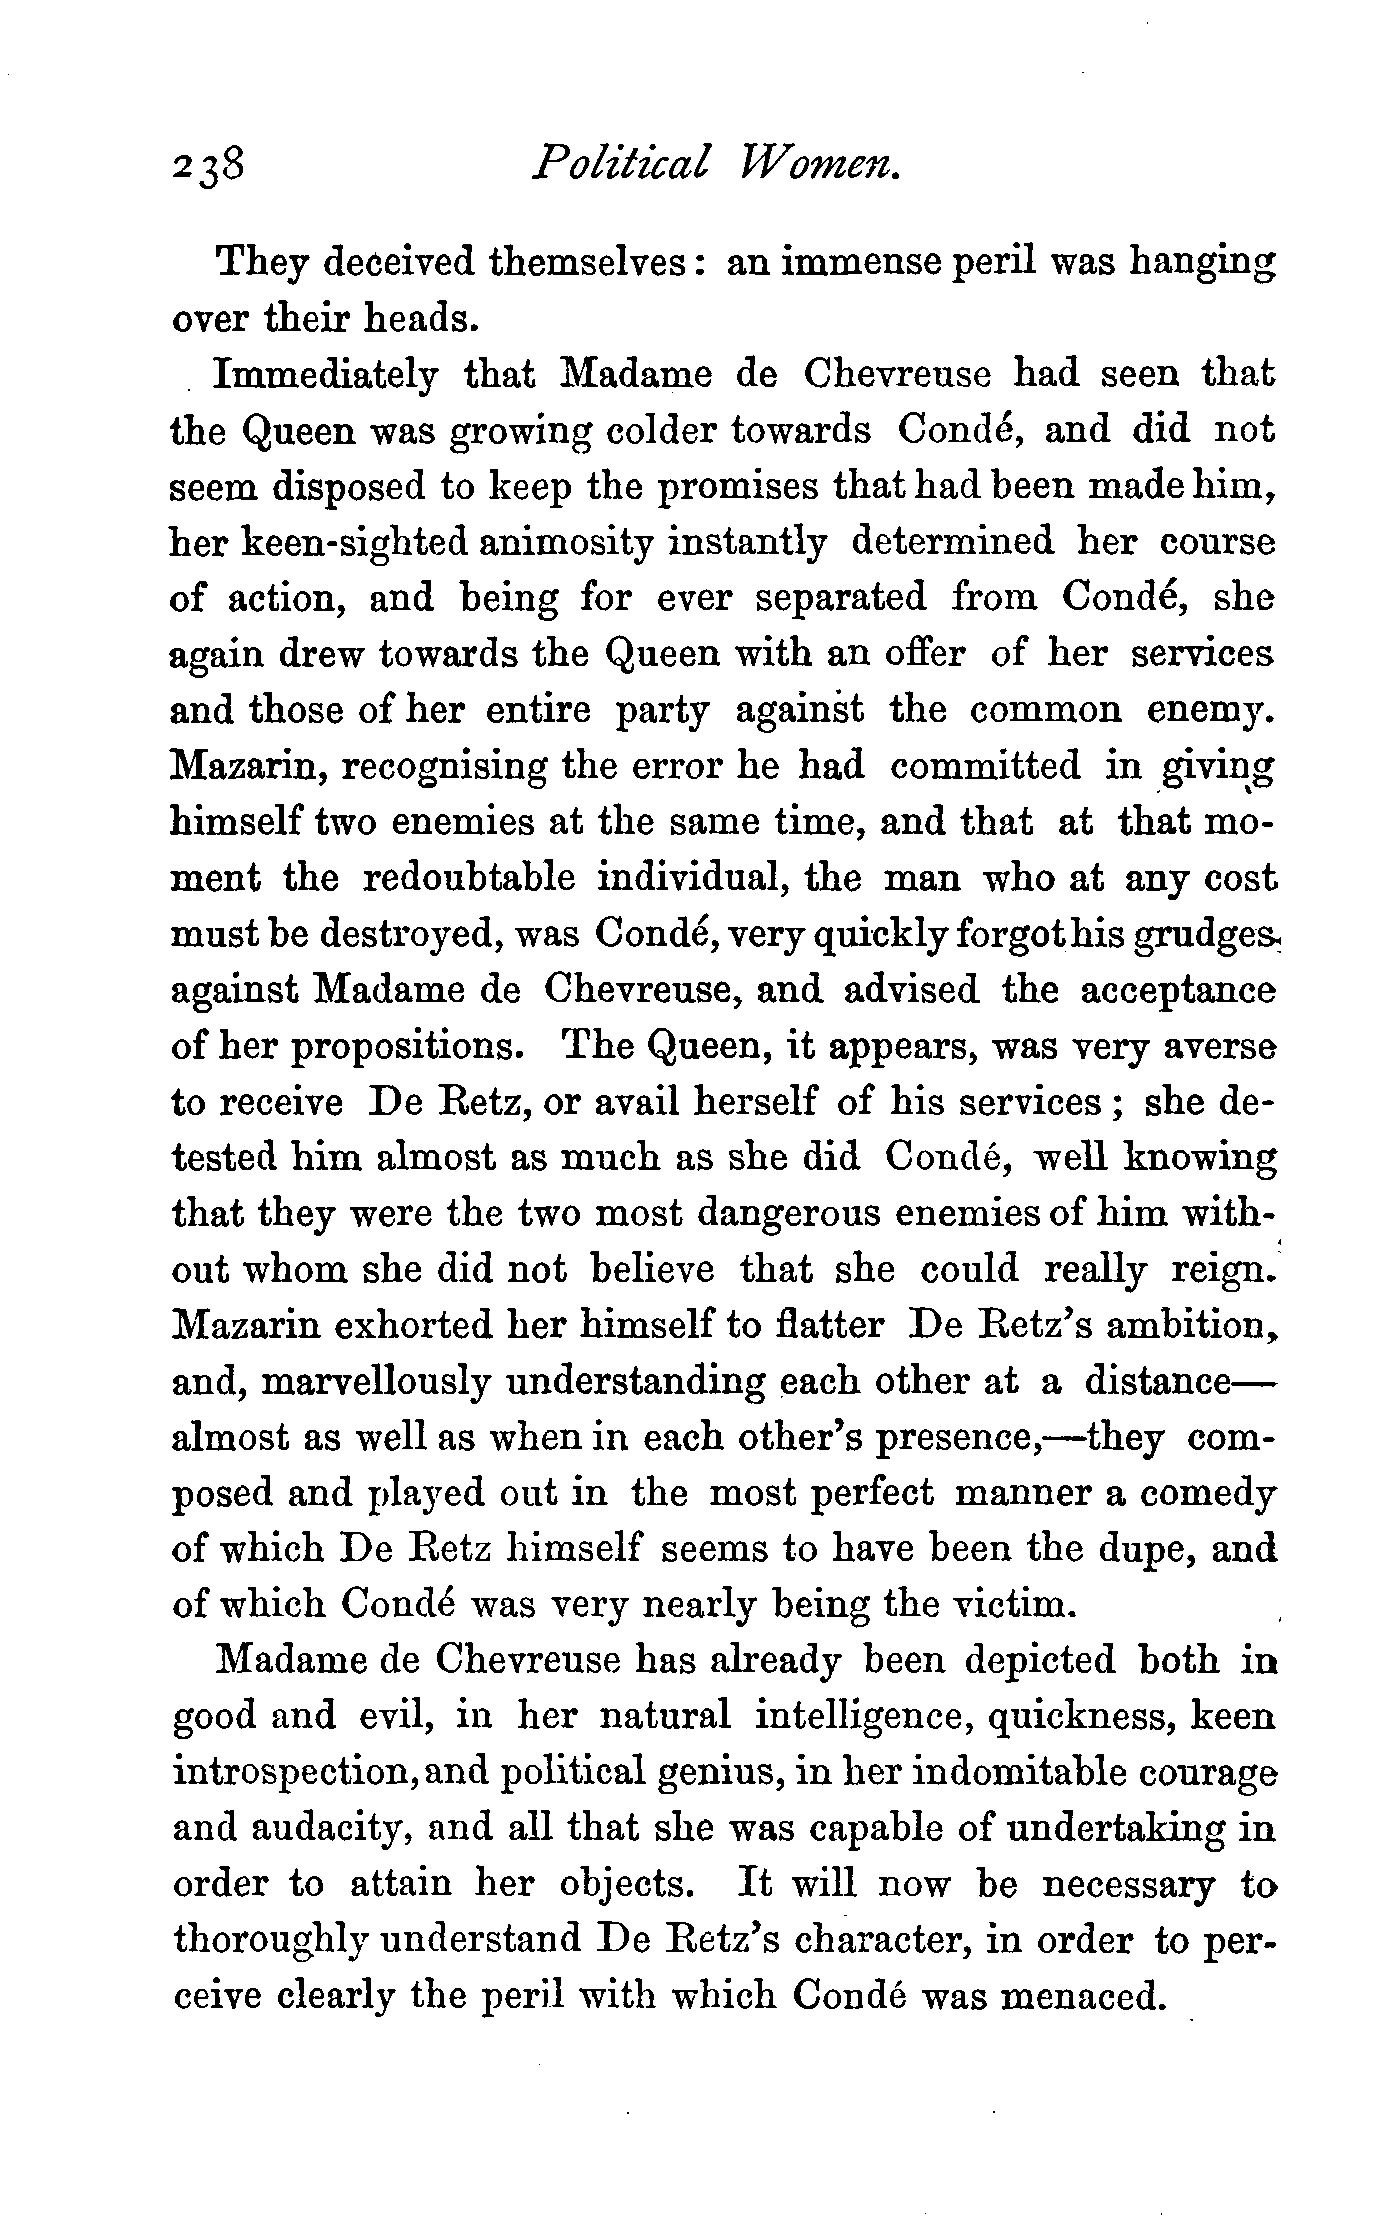 238 Political Women.
They deceived themselves : an immense peril was hanging
over their heads.
Immediately that Madame de Chevreuse had seen that
the Queen was growing colder towards Condé, and did not
seem disposed to keep the promises that had been made him,
her keen-sighted animosity instantly determined her course
of action, and being for ever separated from Condé, she
again drew towards the Queen with an offer of her services
and those of her entire party against the common enemy.
Mazarin, recognising the error he had committed in giving
himself two enemies at the same time, and that at that mo-
ment the redoubtable individual, the man who at any cost
must be destroyed, was Condé, very quickly forgot his grudges
against Madame de Chevreuse, and advised the acceptance
of her propositions. The Queen, it appears, was very averse
to receive De Retz, or avail herself of his services ; she de-
tested him almost as much as she did Condé, well knowing
that they were the two most dangerous enemies of him with-
out whom she did not believe that she could really reign.
Mazarin exhorted her himself to flatter De Retz's ambition,
and, marvellously understanding each other at a distance—
almost as well as when in each other's presence,—they com-
posed and played out in the most perfect manner a comedy
of which De Retz himself seems to have been the dupe, and
of which Condé was very nearly being the victim.
Madame de Chevreuse has already been depicted both in
good and evil, in her natural intelligence, quickness, keen
introspection, and political genius, in her indomitable courage
and audacity, and all that she was capable of undertaking in
order to attain her objects. It will now be necessary to
thoroughly understand De Retz's character, in order to per-
ceive clearly the peril with which Condé was menaced.